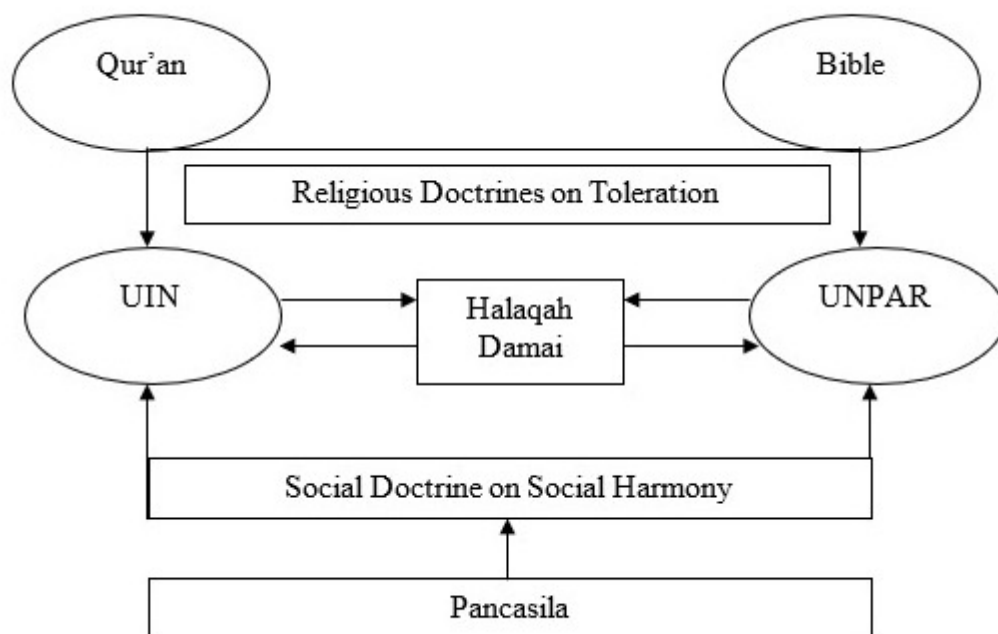 Qur’an
Bible
Religious Doctrines on Toleration
UIN
Halaqah
Damai
UNPAR
Social Doctrine on Social Harmony
Pancasila